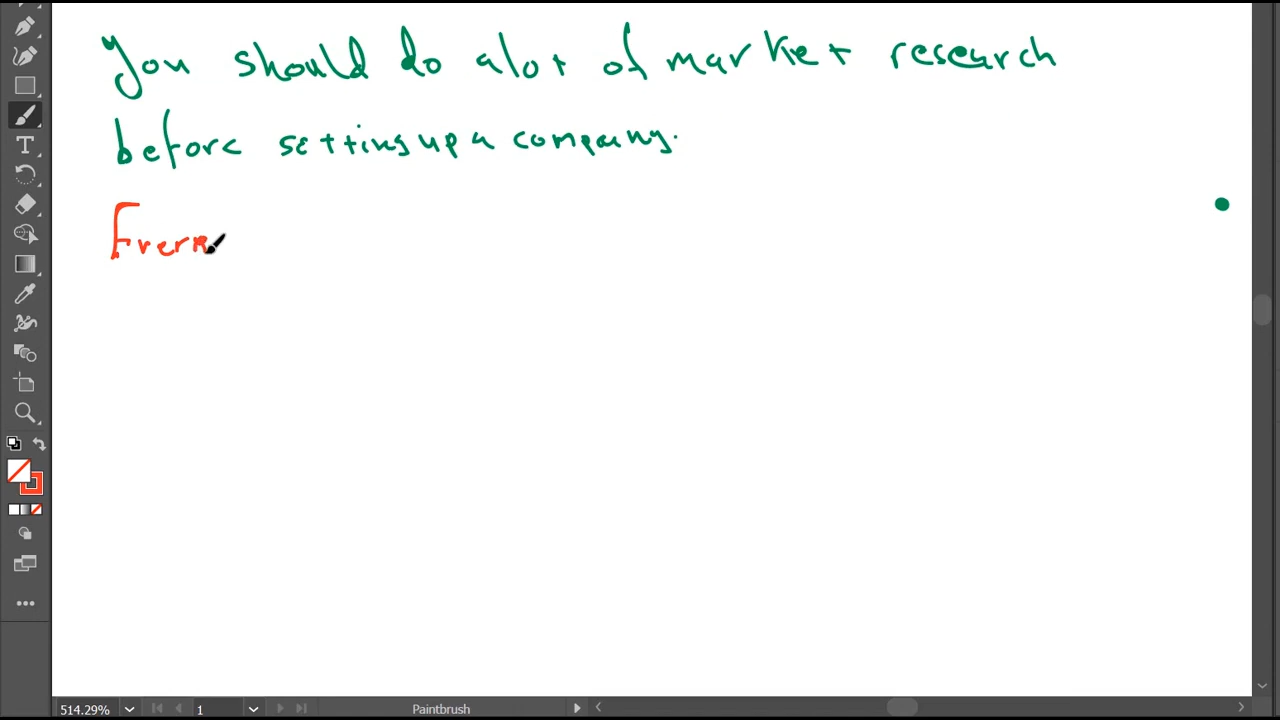 You should do alot of market research
before setting up a company.
514.29%
1
Paintbrush